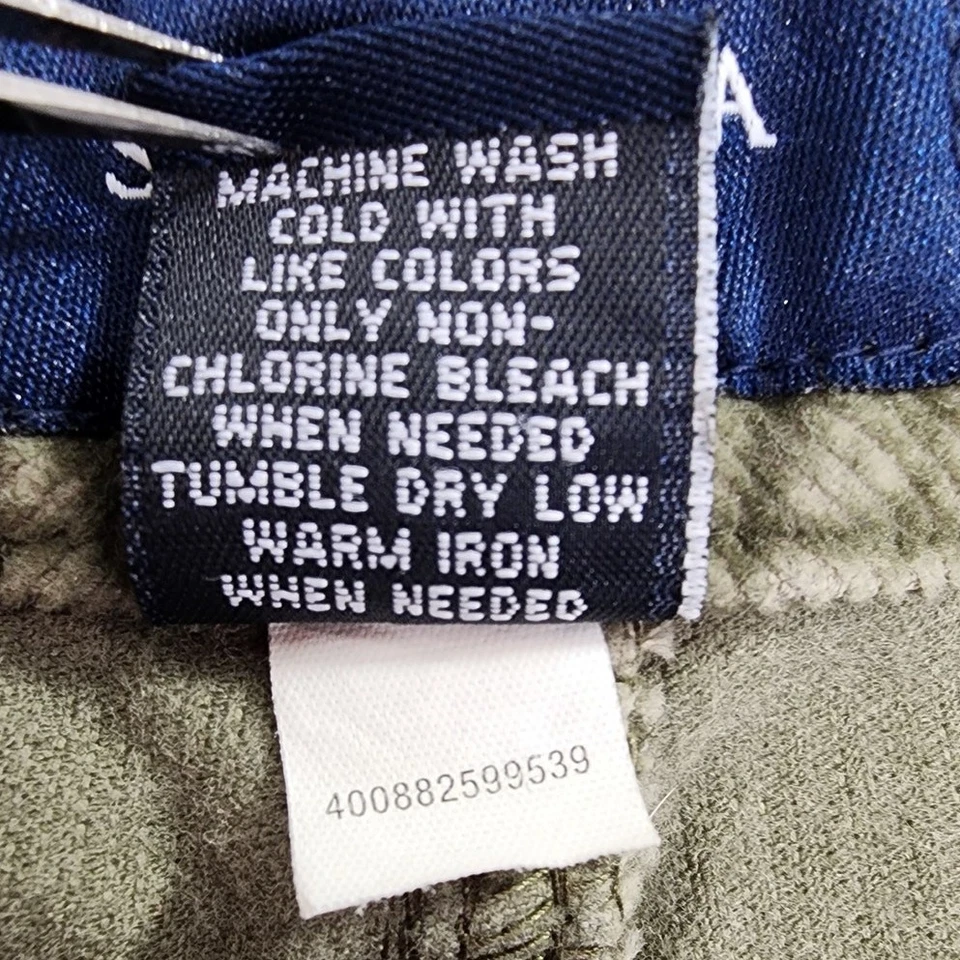 MACHINE WASH
COLD WITH
LIKE COLORS
ONLY NON-
CHLORINE BLEACH
WHEN NEEDED
TUMBLE DRY LOW
WARM IRON
WHEN NEEDED
400882599539